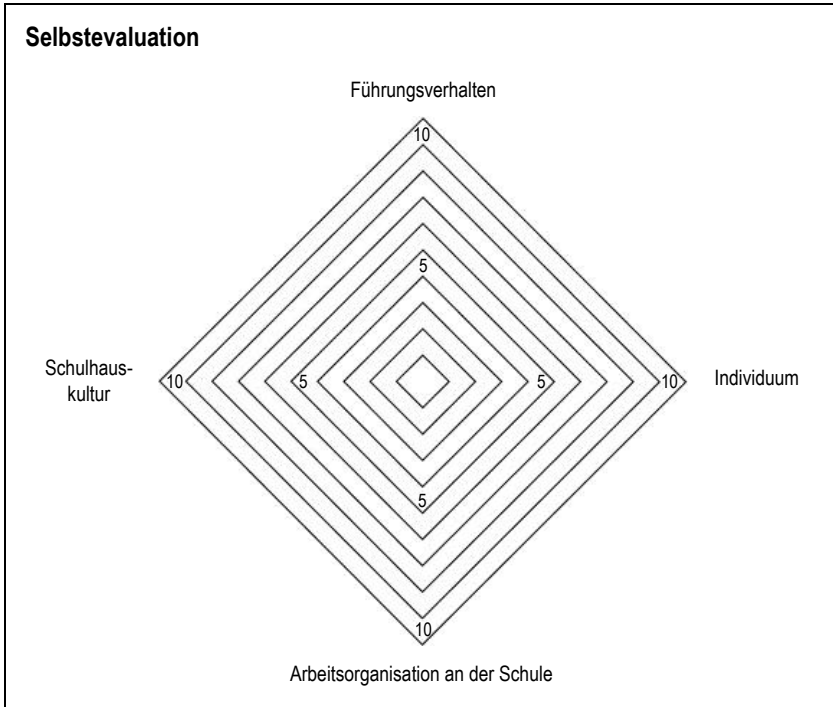 Selbstevaluation
Führungsverhalten
10
5
Schulhaus-
kultur
10
5
5
10
Individuum
5
10
Arbeitsorganisation an der Schule